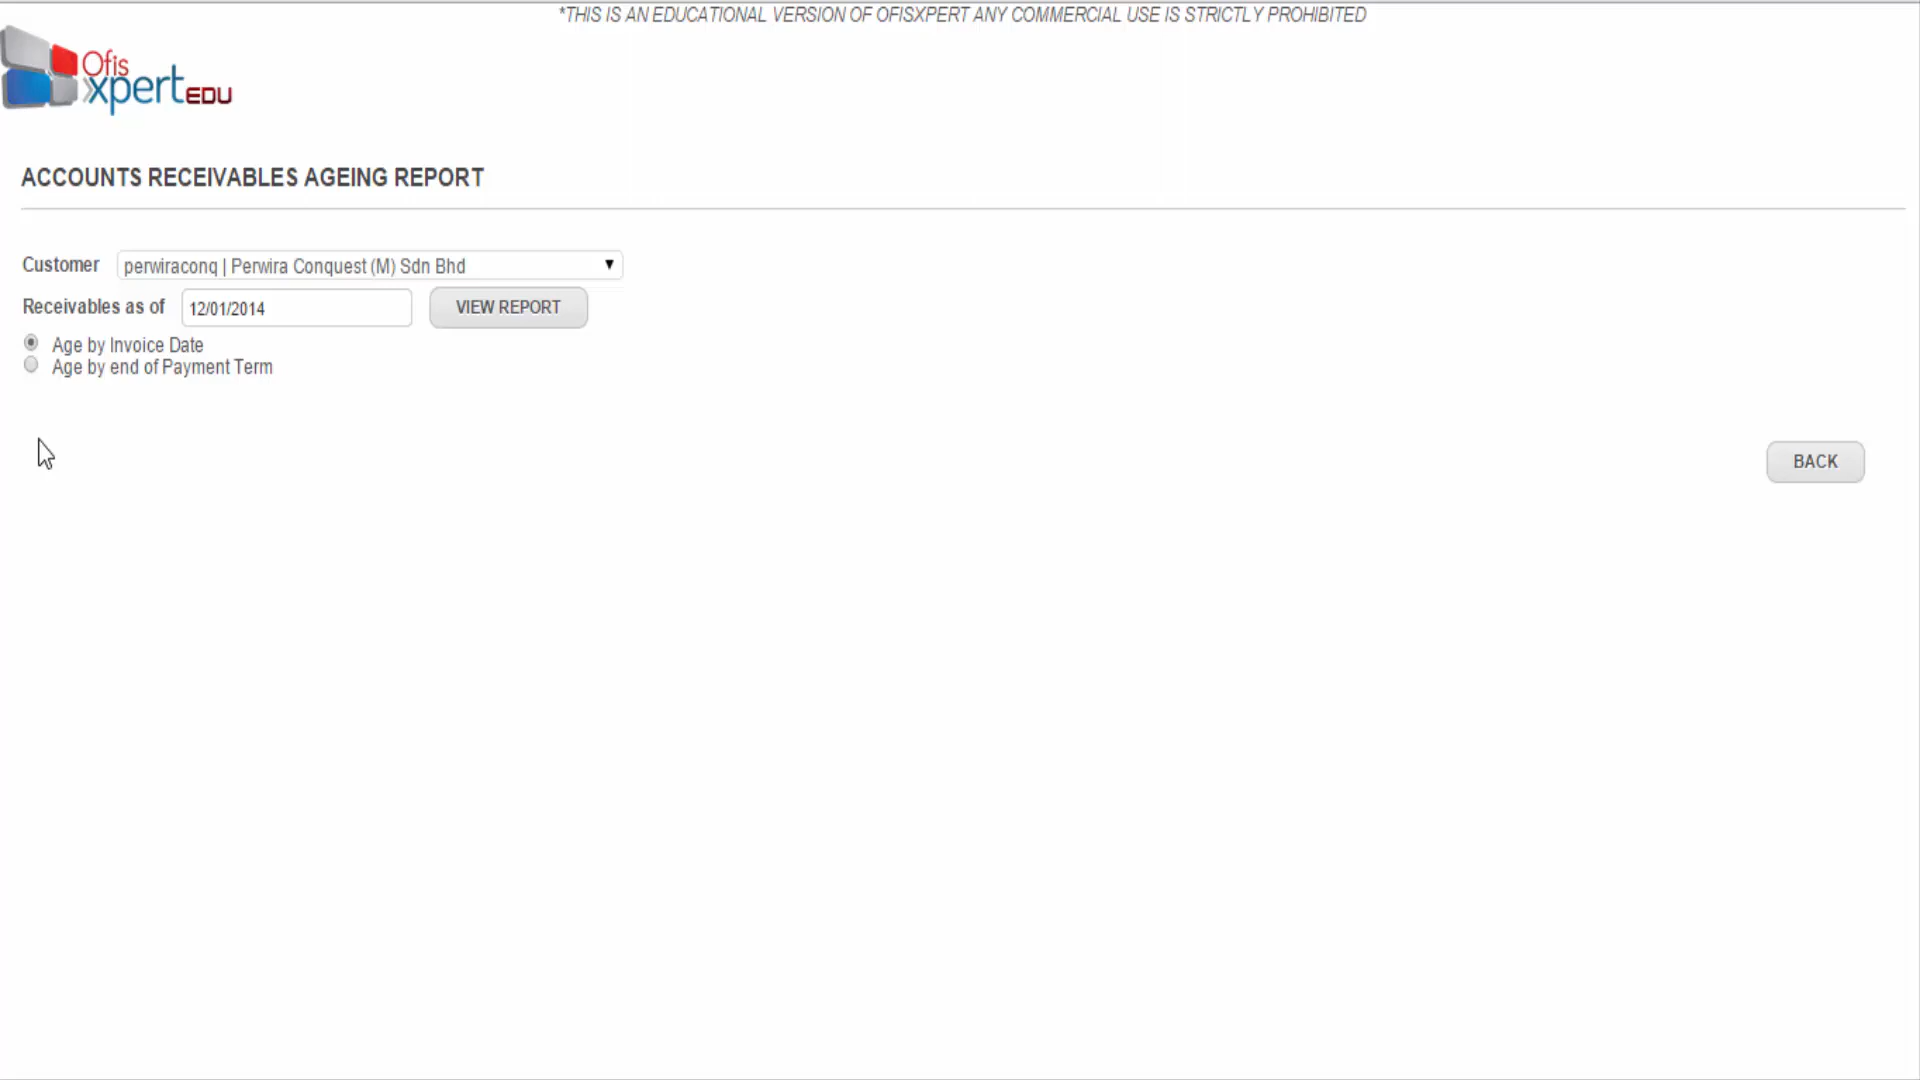 *THIS IS AN EDUCATIONAL VERSION OF OFISXPERT ANY COMMERCIAL USE IS STRICTLY PROHIBITED
Ofis
xpert EDU
ACCOUNTS RECEIVABLES AGEING REPORT
Customer perwiraconq | Perwira Conquest (M) Sdn Bhd
Receivables as of 12/01/2014 VIEW REPORT
Age by Invoice Date
Age by end of Payment Term
BACK